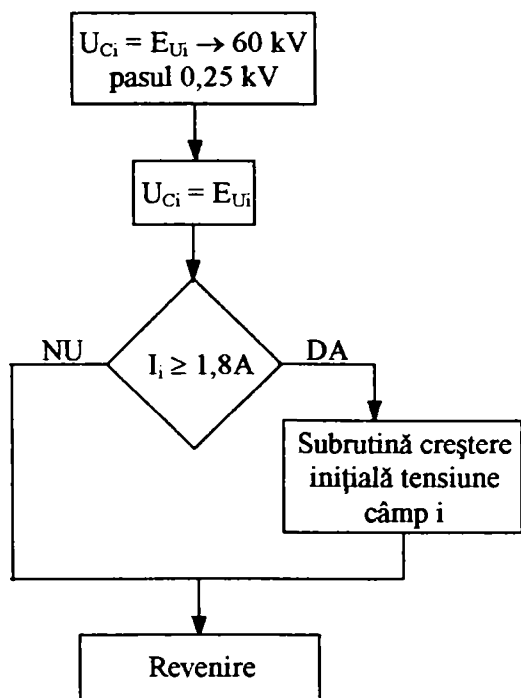 U_Ci = E_Ui → 60 kV
pasul 0,25 kV
U_Ci = E_Ui
NU
I_i ≥ 1,8A
DA
Subrutină creştere
iniţială tensiune
câmp i
Revenire